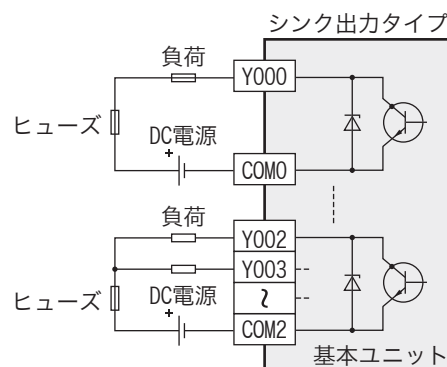 シンク出力タイプ
負荷
Y000
ヒューズ
DC電源
+
COM0
負荷
Y002
Y003
ヒューズ
DC電源
+
~
COM2
基本ユニット